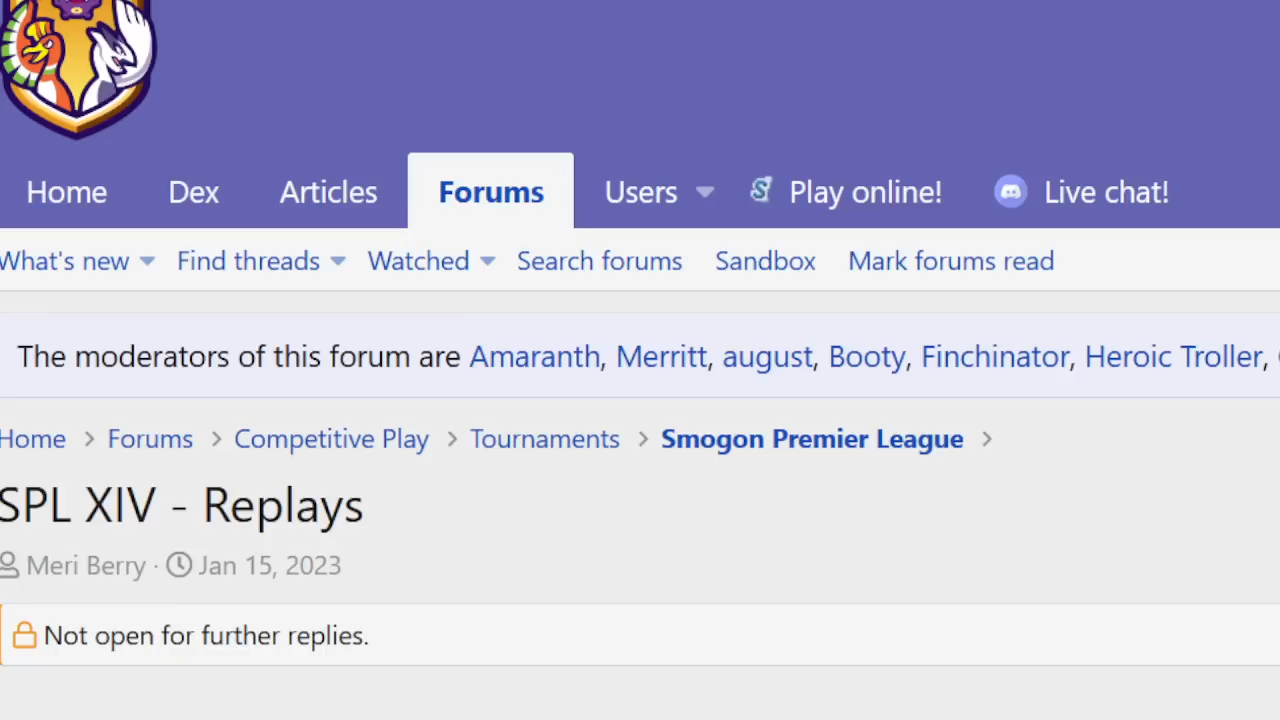 Home Dex Articles Forums Users Play online! Live chat!
What's new Find threads Watched Search forums Sandbox Mark forums read
The moderators of this forum are Amaranth, Merritt, august, Booty, Finchinator, Heroic Troller,
Home > Forums > Competitive Play > Tournaments > Smogon Premier League >
SPL XIV - Replays
Meri Berry · Jan 15, 2023
Not open for further replies.